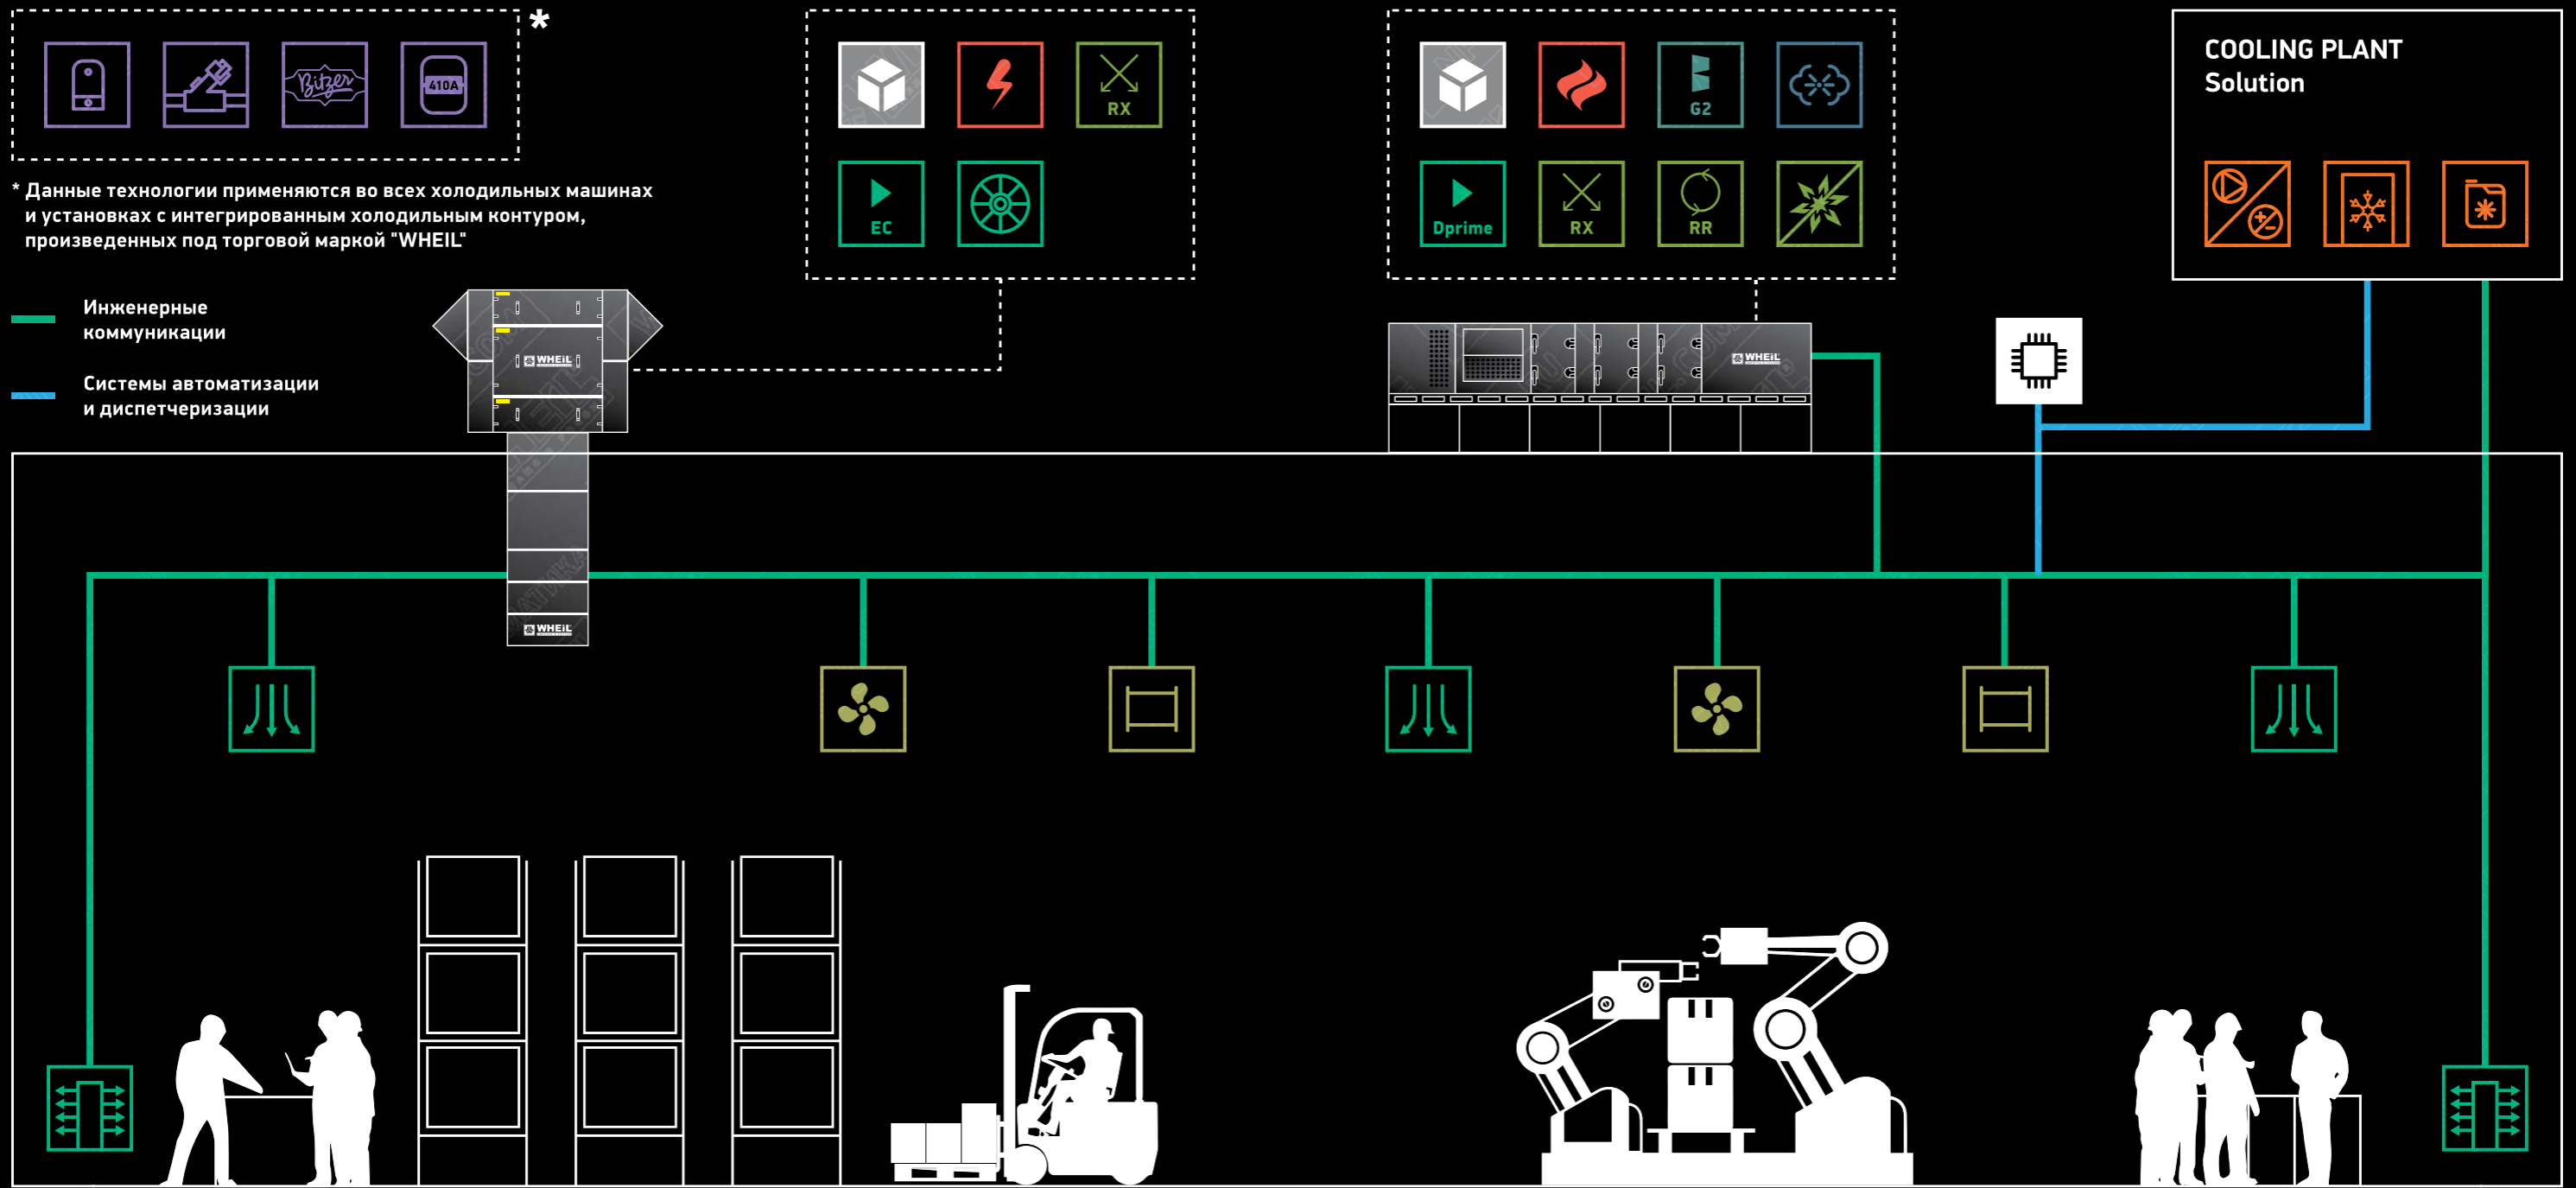 *
Bitzer
410A
RX
EC
G2
Dprime
RX
RR
COOLING PLANT
Solution
* Данные технологии применяются во всех холодильных машинах
и установках с интегрированным холодильным контуром,
произведенных под торговой маркой "WHEIL"
Инженерные
коммуникации
Системы автоматизации
и диспетчеризации
WHEIL
WHEIL
WHEIL